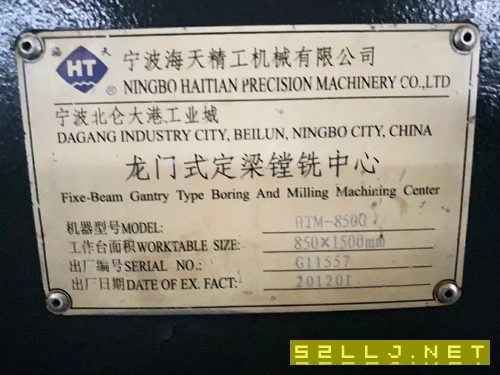 海 天
HT
®
宁波海天精工机械有限公司
NINGBO HAITIAN PRECISION MACHINERY CO.,LTD
宁波北仑大港工业城
DAGANG INDUSTRY CITY, BEILUN, NINGBO CITY, CHINA
龙门式定梁镗铣中心
Fixe-Beam Gantry Type Boring And Milling Machining Center
机器型号MODEL: HTM-850G
工作台面积WORKTABLE SIZE: 850×1500mm
出厂编号SERIAL NO.: G11557
出厂日期DATE OF EX. FACT: 201201
52LLJ.NET